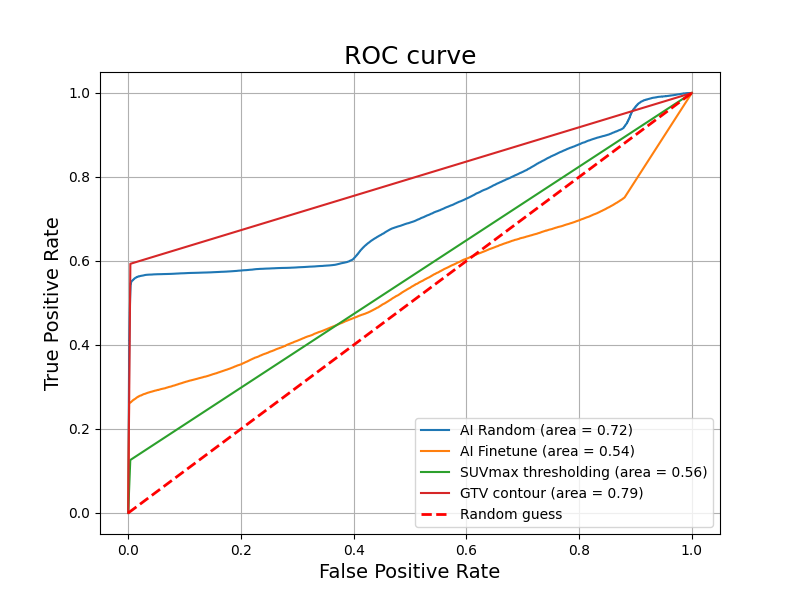 ROC curve
True Positive Rate
1.0
0.8
0.6
0.4
0.2
0.0
AI Random (area = 0.72)
AI Finetune (area = 0.54)
SUVmax thresholding (area = 0.56)
GTV contour (area = 0.79)
Random guess
0.0 0.2 0.4 0.6 0.8 1.0
False Positive Rate